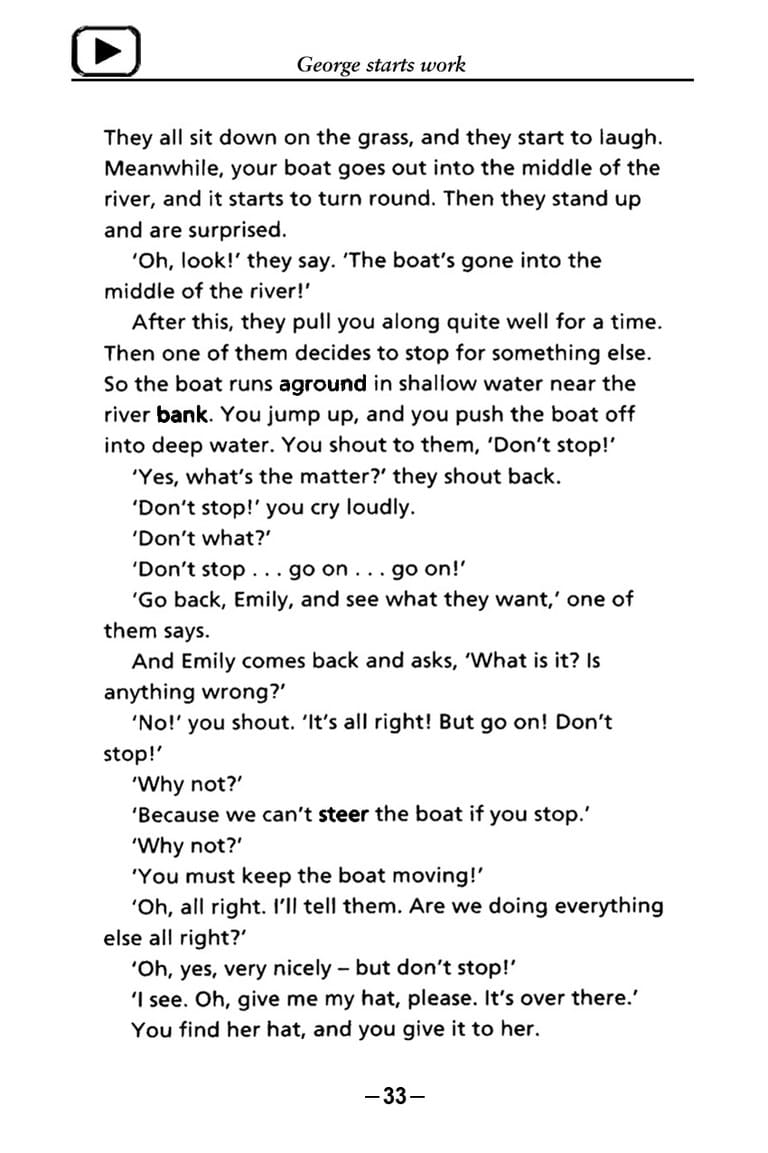 George starts work
They all sit down on the grass, and they start to laugh.
Meanwhile, your boat goes out into the middle of the
river, and it starts to turn round. Then they stand up
and are surprised.
‘Oh, look!’ they say. ‘The boat’s gone into the
middle of the river!’
After this, they pull you along quite well for a time.
Then one of them decides to stop for something else.
So the boat runs aground in shallow water near the
river bank. You jump up, and you push the boat off
into deep water. You shout to them, ‘Don’t stop!’
‘Yes, what’s the matter?’ they shout back.
‘Don’t stop!’ you cry loudly.
‘Don’t what?’
‘Don’t stop . . . go on . . . go on!’
‘Go back, Emily, and see what they want,’ one of
them says.
And Emily comes back and asks, ‘What is it? Is
anything wrong?’
‘No!’ you shout. ‘It’s all right! But go on! Don’t
stop!’
‘Why not?’
‘Because we can’t steer the boat if you stop.’
‘Why not?’
‘You must keep the boat moving!’
‘Oh, all right. I’ll tell them. Are we doing everything
else all right?’
‘Oh, yes, very nicely – but don’t stop!’
‘I see. Oh, give me my hat, please. It’s over there.’
You find her hat, and you give it to her.
–33–